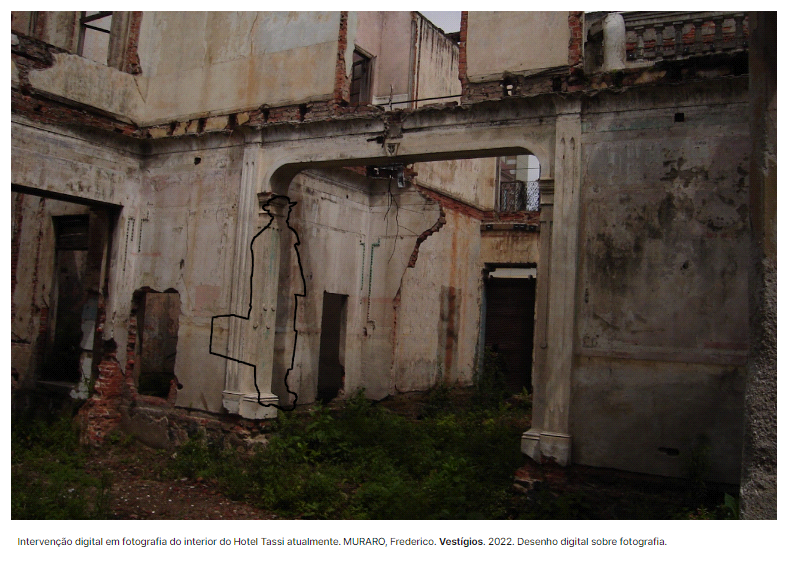 Intervenção digital em fotografia do interior do Hotel Tassi atualmente. MURARO, Frederico. Vestígios. 2022. Desenho digital sobre fotografia.